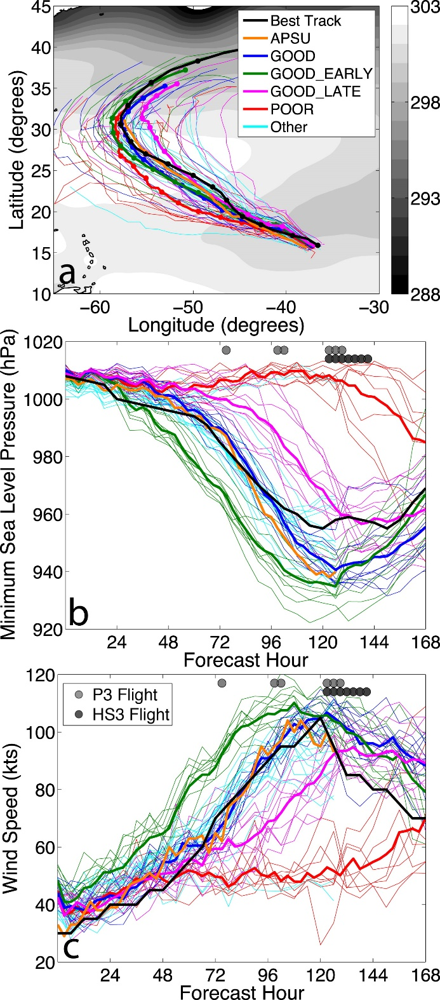 45
40
35
30
25
20
15
10
Latitude (degrees)
Best Track
APSU
GOOD
GOOD_EARLY
GOOD_LATE
POOR
Other
303
298
293
288
a
−60
−50
−40
−30
Longitude (degrees)
1020
1000
980
960
940
920
Minimum Sea Level Pressure (hPa)
b
24
48
72
96
120
144
168
Forecast Hour
120
100
80
60
40
20
Wind Speed (kts)
P3 Flight
HS3 Flight
c
24
48
72
96
120
144
168
Forecast Hour